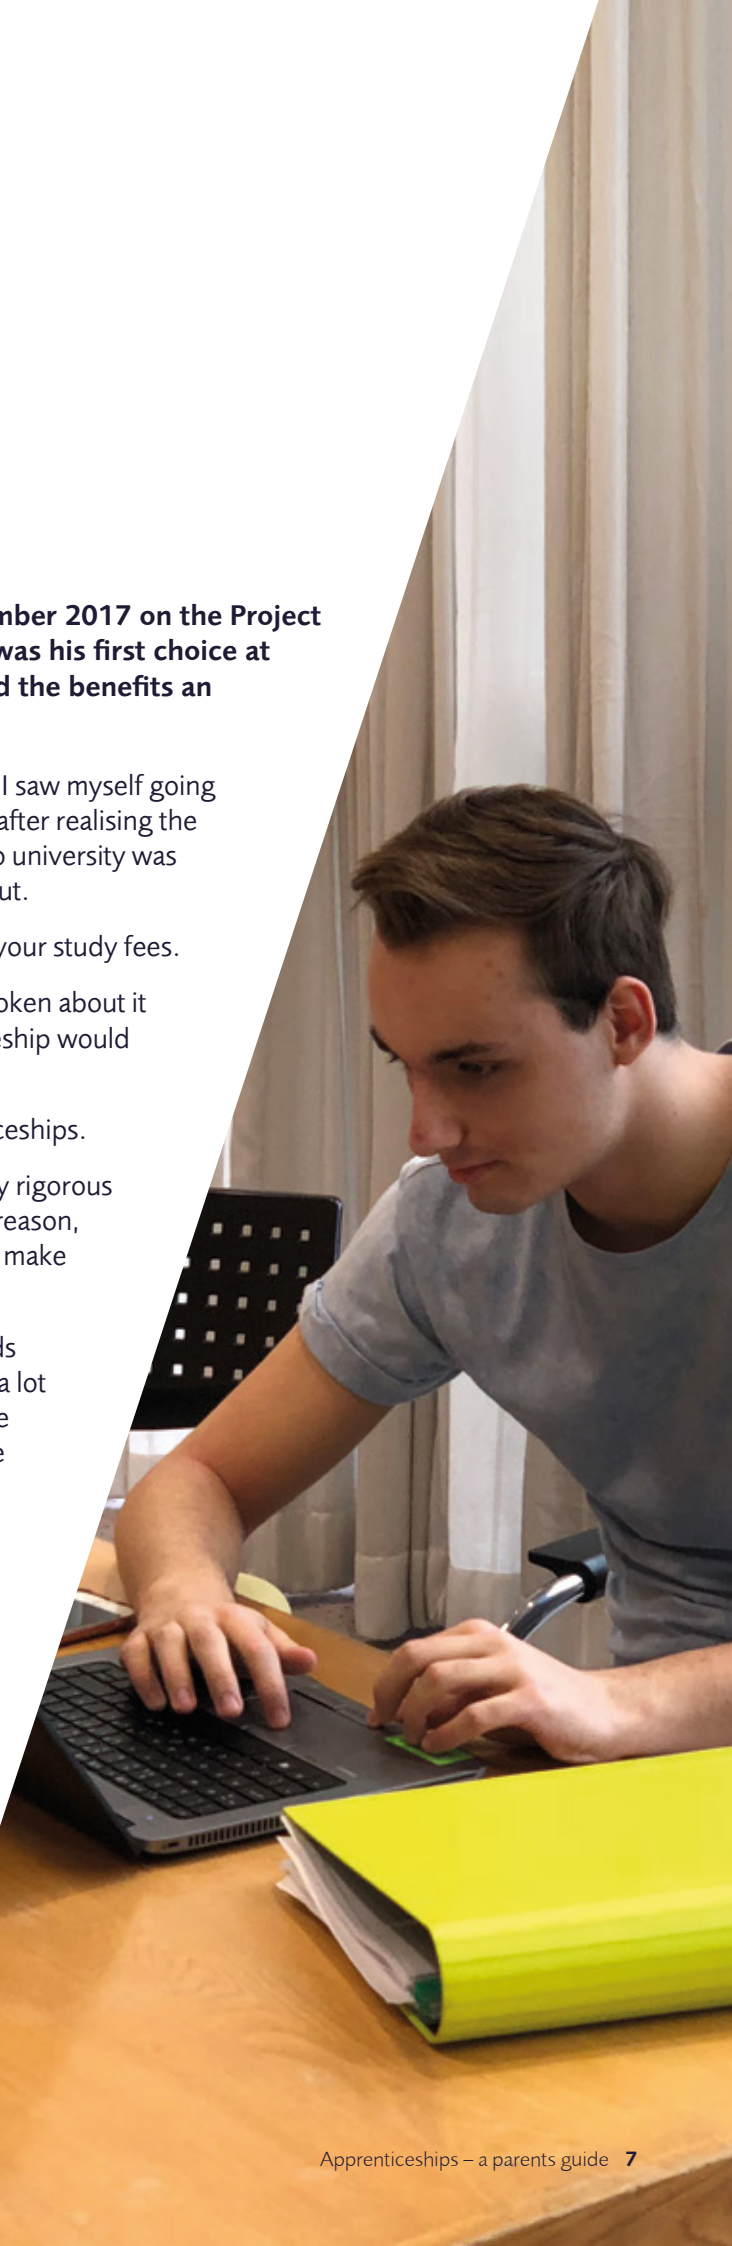 mber 2017 on the Project
was his first choice at
d the benefits an
I saw myself going
after realising the
o university was
ut.
your study fees.
oken about it
eship would
ceships.
y rigorous
reason,
make
ds
a lot
e
e
Apprenticeships – a parents guide 7